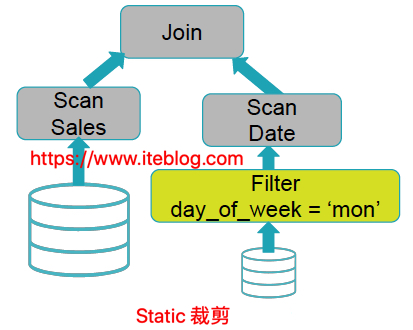 Join
Scan
Sales
Scan
Date
https://www.iteblog.com
Filter
day_of_week = ‘mon’
Static 裁剪